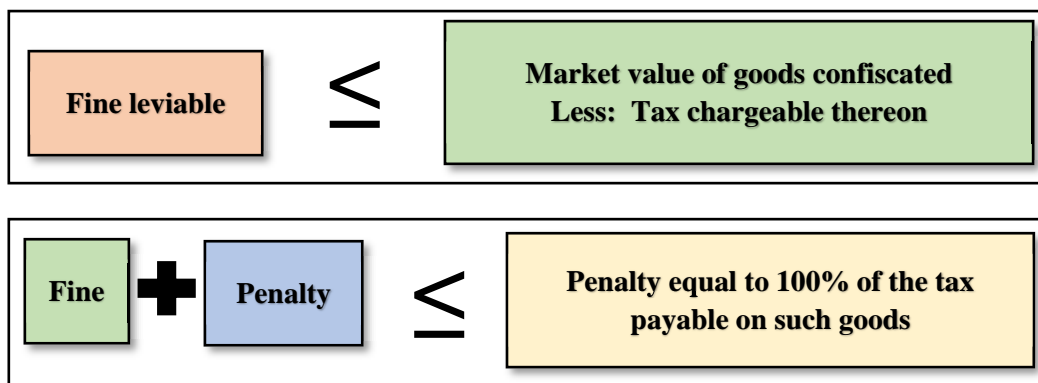 Fine leviable
≤
Market value of goods confiscated
Less: Tax chargeable thereon
Fine
+
Penalty
≤
Penalty equal to 100% of the tax
payable on such goods